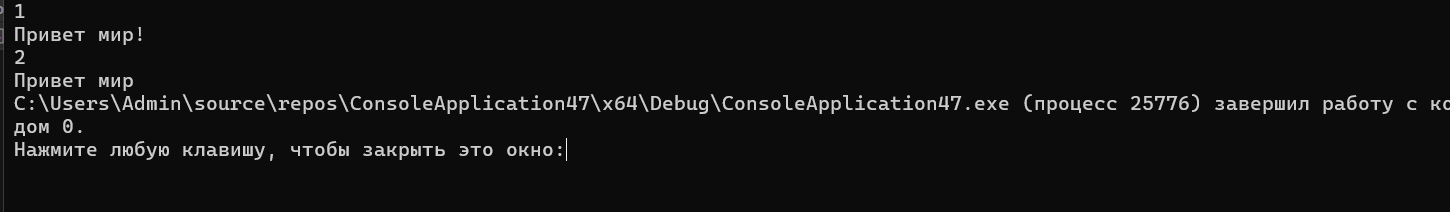 1
Привет мир!
2
Привет мир
C:\Users\Admin\source\repos\ConsoleApplication47\x64\Debug\ConsoleApplication47.exe (процесс 25776) завершил работу с ко
дом 0.
Нажмите любую клавишу, чтобы закрыть это окно: